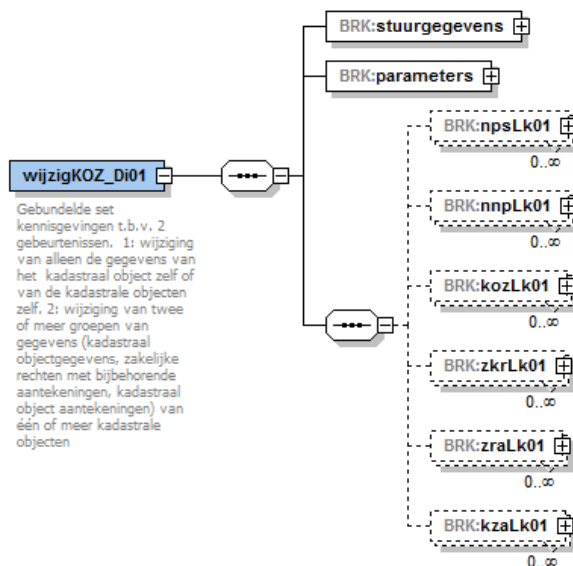 BRK:stuurgegevens
BRK:parameters
wijzigKOZ_Di01
Gebundelde set
kennisgevingen t.b.v. 2
gebeurtenissen. 1: wijziging
van alleen de gegevens van
het kadastraal object zelf of
van de kadastrale objecten
zelf. 2: wijziging van twee
of meer groepen van
gegevens (kadastraal
objectgegevens, zakelijke
rechten met bijbehorende
aantekeningen, kadastraal
object aantekeningen) van
één of meer kadastrale
objecten
BRK:npsLk01
0..∞
BRK:nnpLk01
0..∞
BRK:kozLk01
0..∞
BRK:zkrLk01
0..∞
BRK:zraLk01
0..∞
BRK:kzaLk01
0..∞